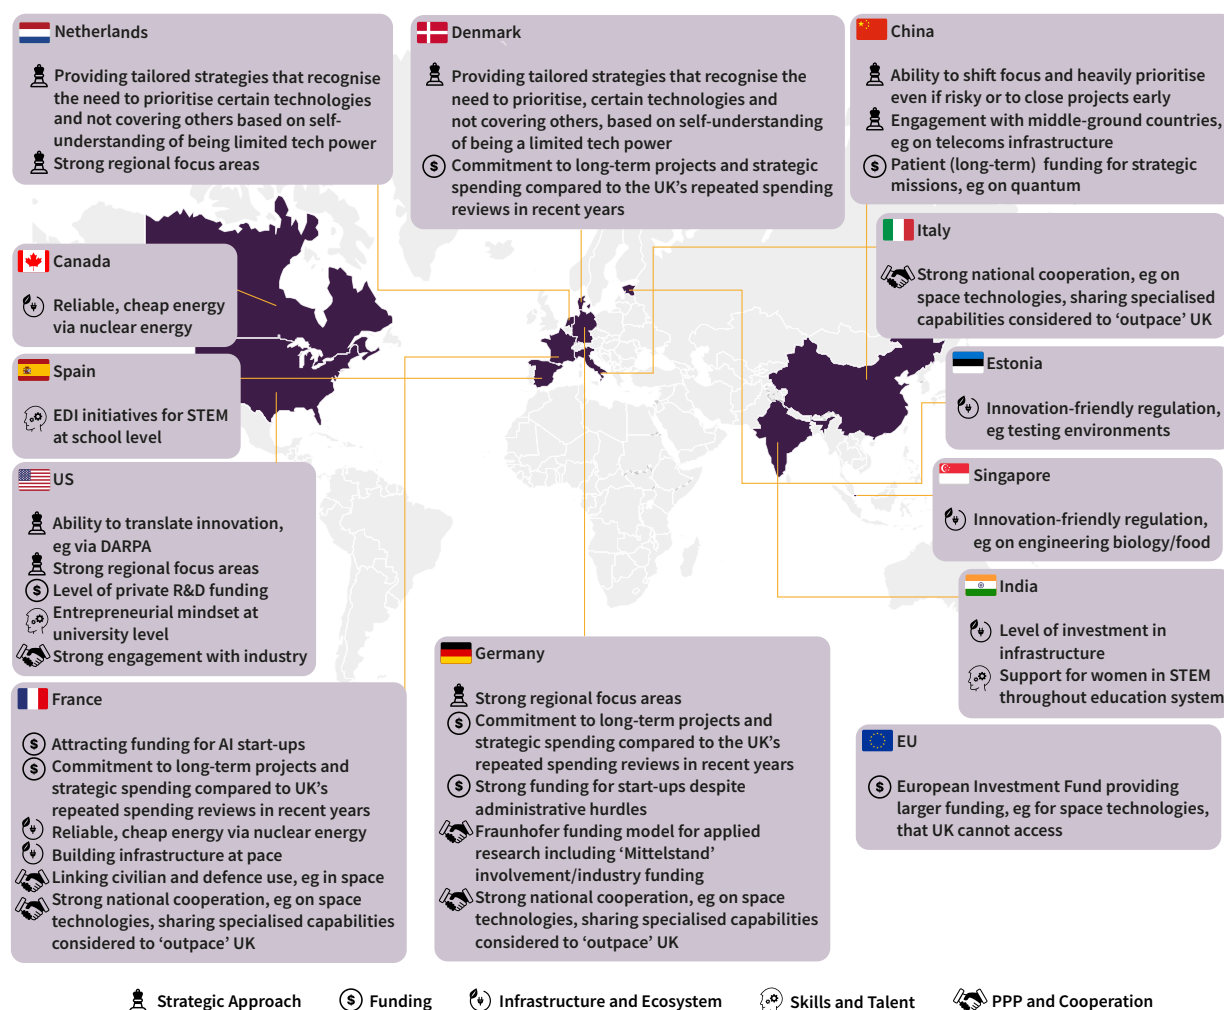 Netherlands
Providing tailored strategies that recognise
the need to prioritise certain technologies
and not covering others based on self-
understanding of being limited tech power
Strong regional focus areas
Denmark
Providing tailored strategies that recognise the
need to prioritise, certain technologies and
not covering others, based on self-understanding
of being a limited tech power
Commitment to long-term projects and strategic
spending compared to the UK's repeated spending
reviews in recent years
China
Ability to shift focus and heavily prioritise
even if risky or to close projects early
Engagement with middle-ground countries,
eg on telecoms infrastructure
Patient (long-term) funding for strategic
missions, eg on quantum
Italy
Strong national cooperation, eg on
space technologies, sharing specialised
capabilities considered to 'outpace' UK
Canada
Reliable, cheap energy
via nuclear energy
Spain
EDI initiatives for STEM
at school level
Estonia
Innovation-friendly regulation,
eg testing environments
Singapore
Innovation-friendly regulation,
eg on engineering biology/food
US
Ability to translate innovation,
eg via DARPA
Strong regional focus areas
Level of private R&D funding
Entrepreneurial mindset at
university level
Strong engagement with industry
India
Level of investment in
infrastructure
Support for women in STEM
throughout education system
France
Attracting funding for AI start-ups
Commitment to long-term projects and
strategic spending compared to UK's
repeated spending reviews in recent years
Reliable, cheap energy via nuclear energy
Building infrastructure at pace
Linking civilian and defence use, eg in space
Strong national cooperation, eg on space
technologies, sharing specialised capabilities
considered to 'outpace' UK
Germany
Strong regional focus areas
Commitment to long-term projects and
strategic spending compared to the UK's
repeated spending reviews in recent years
Strong funding for start-ups despite
administrative hurdles
Fraunhofer funding model for applied
research including 'Mittelstand'
involvement/industry funding
Strong national cooperation, eg on space
technologies, sharing specialised capabilities
considered to 'outpace' UK
EU
European Investment Fund providing
larger funding, eg for space technologies,
that UK cannot access
Strategic Approach
Funding
Infrastructure and Ecosystem
Skills and Talent
PPP and Cooperation